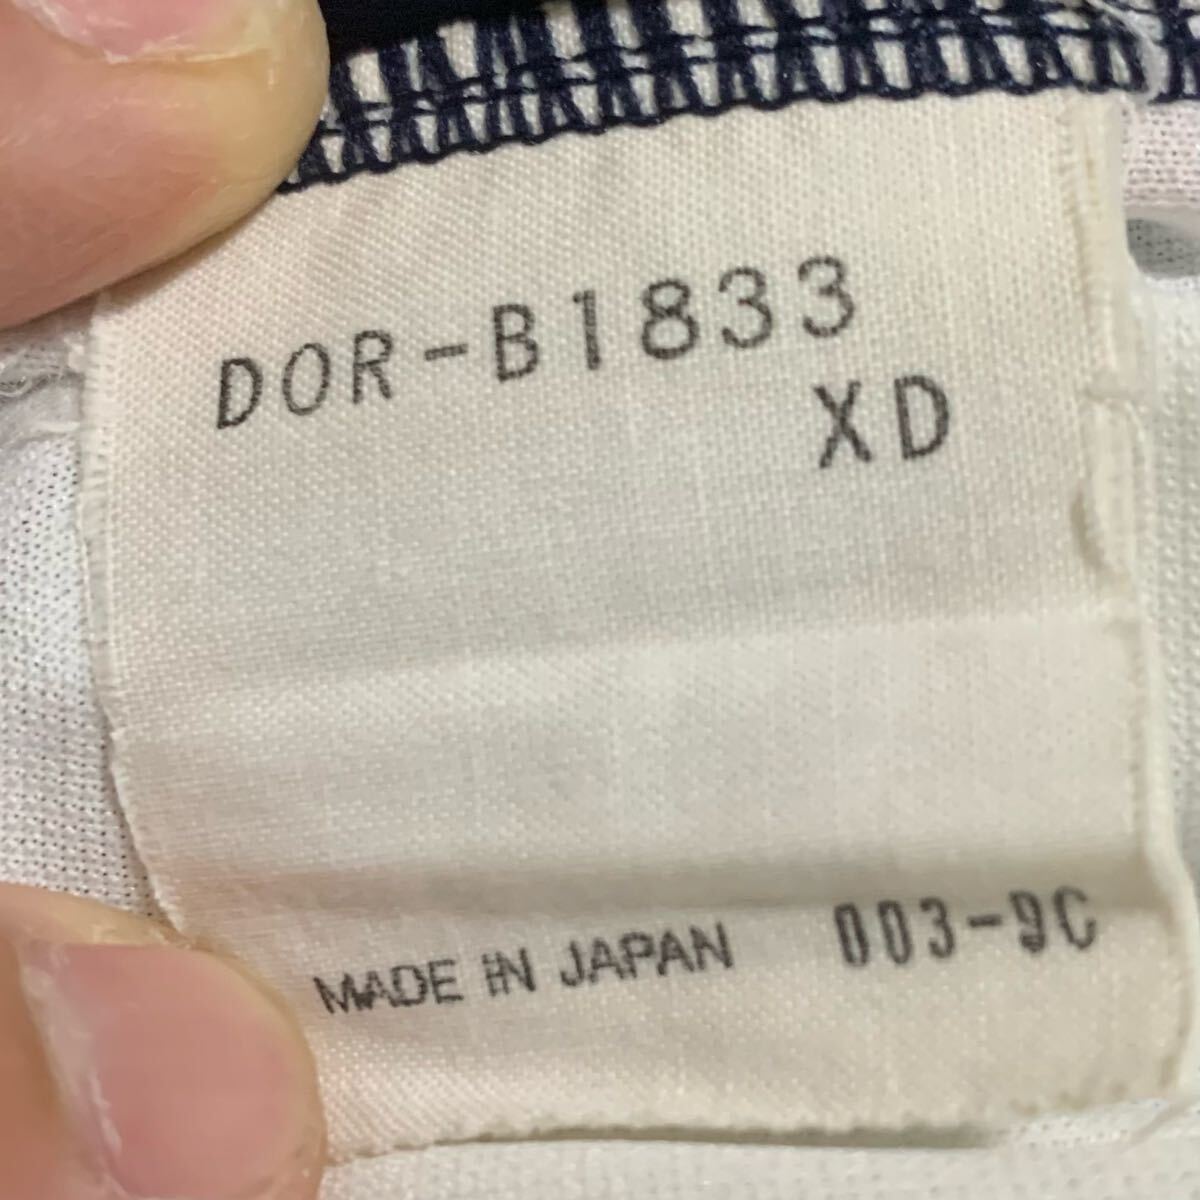 DOR-B1833
XD
MADE IN JAPAN 003-9C